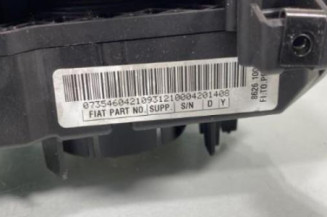 07354604210931210004201408
FIAT PART NO. SUPP S/N D Y